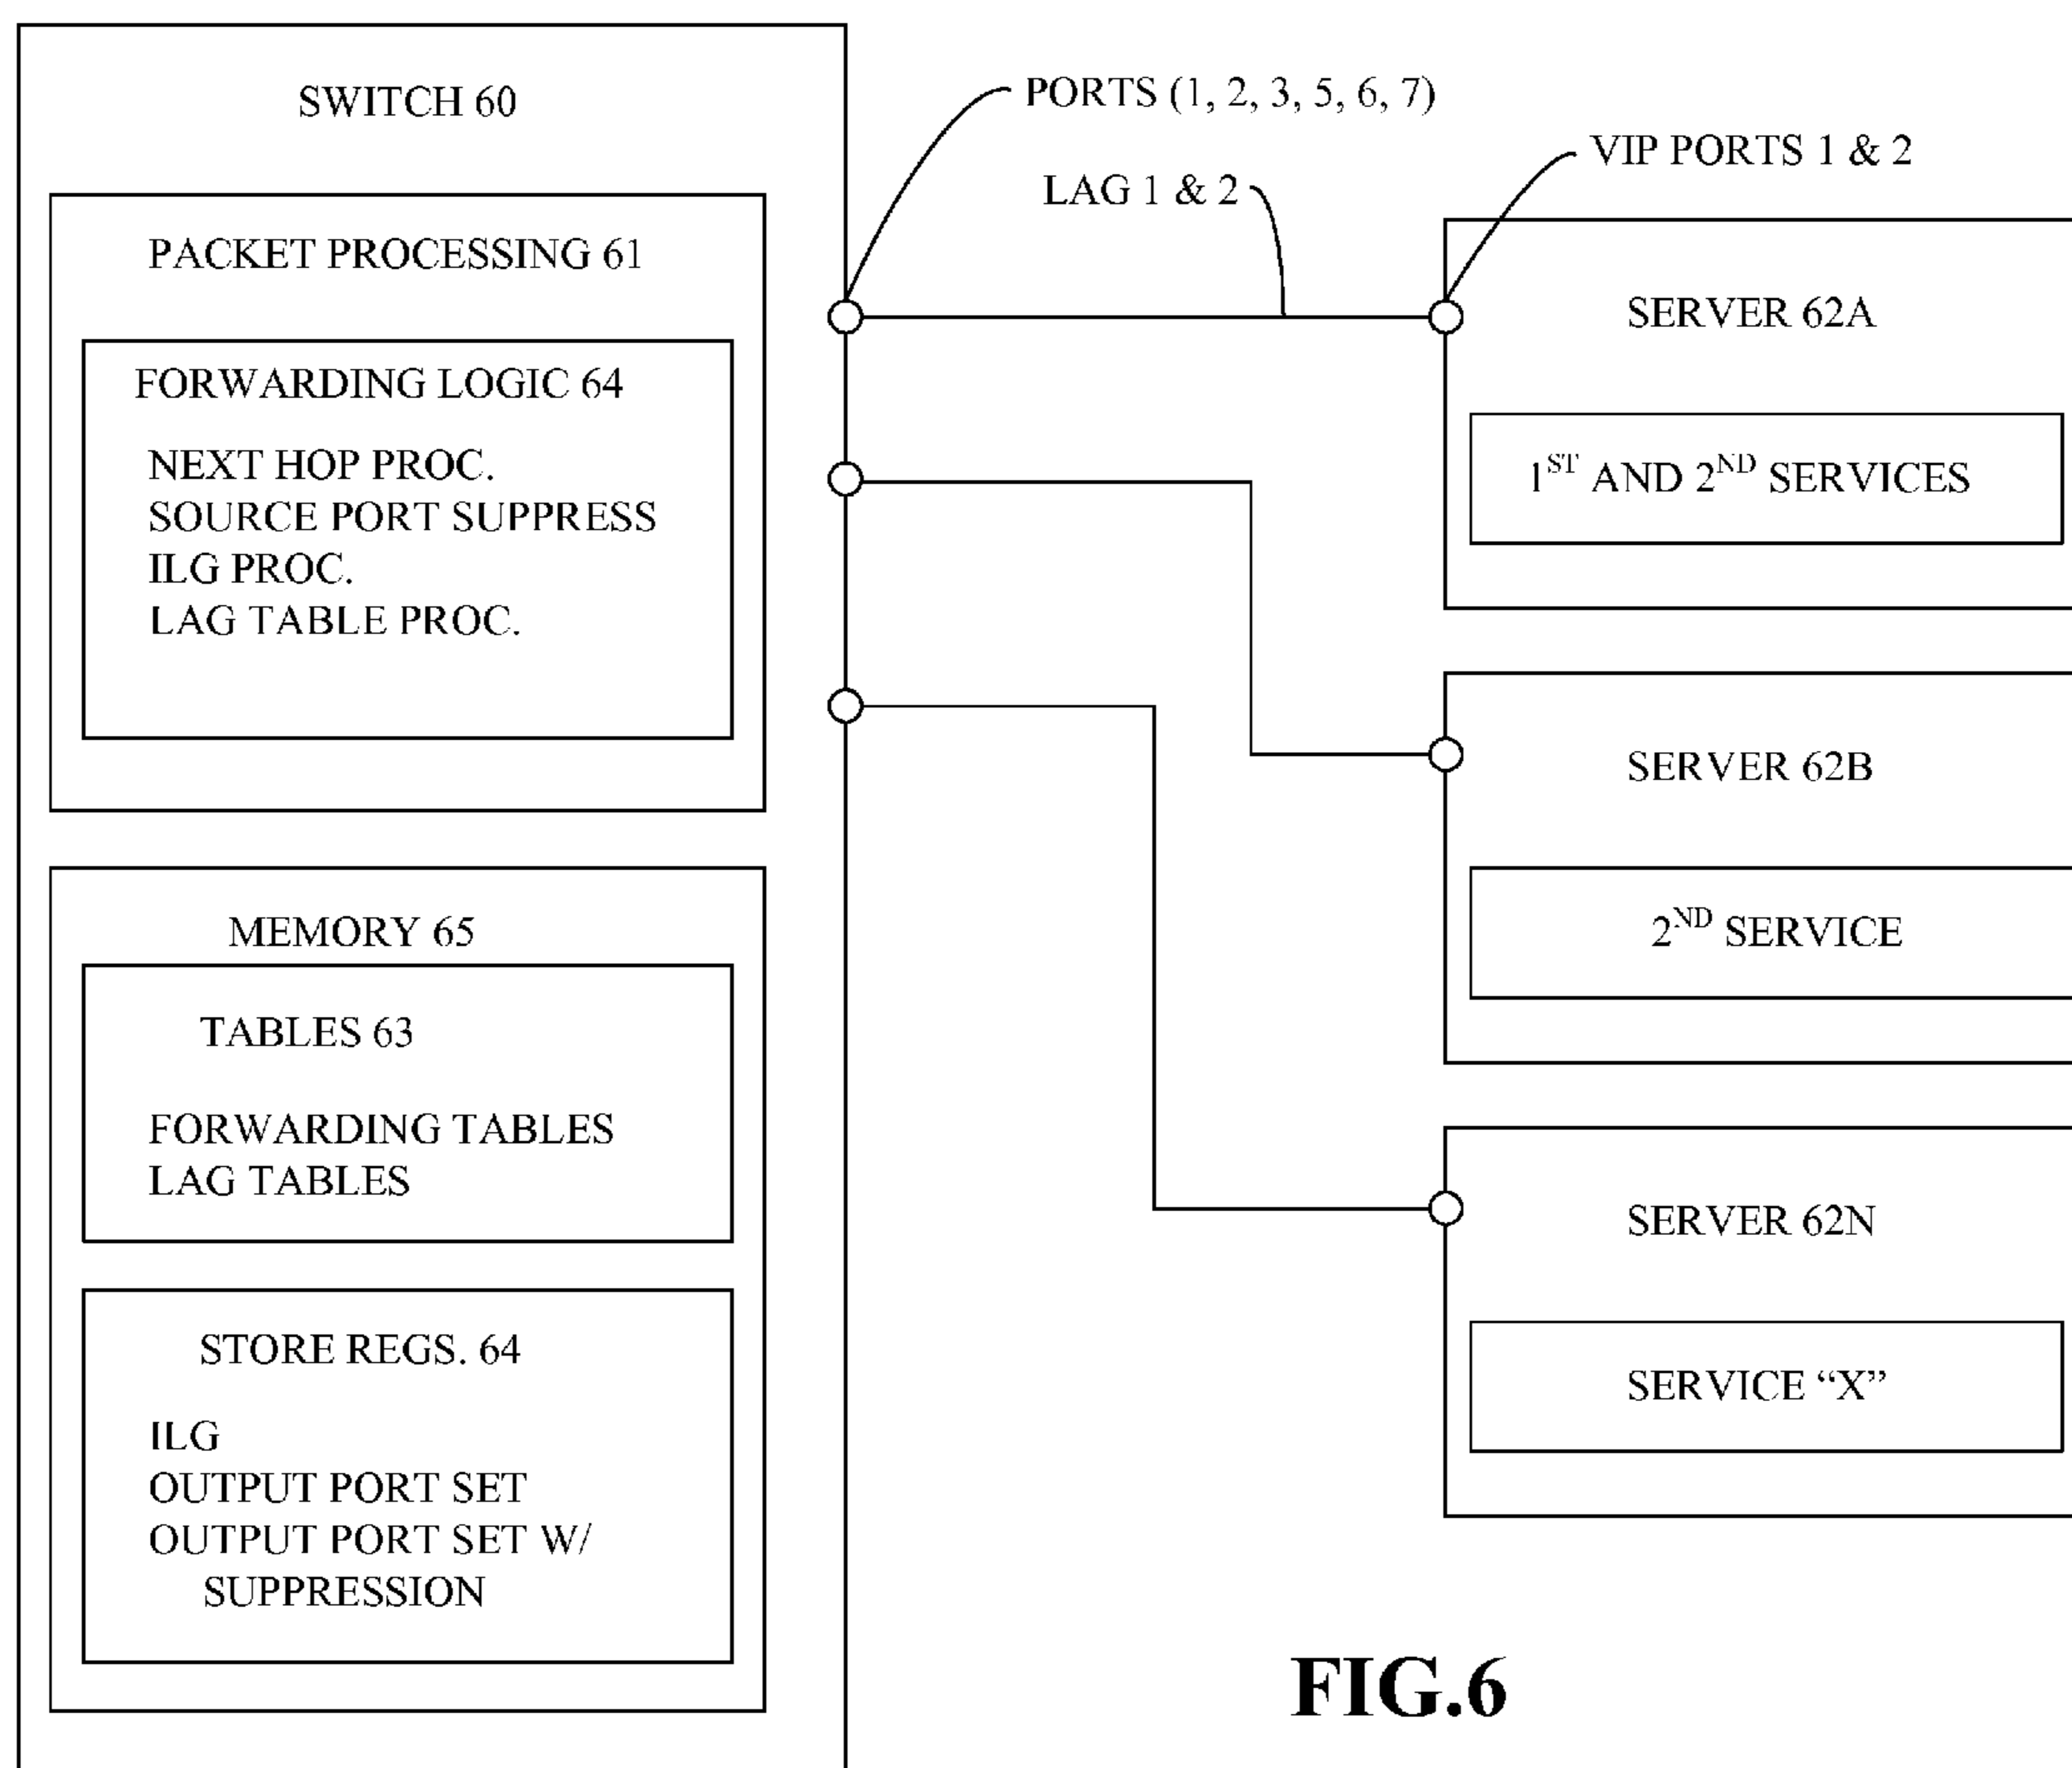 SWITCH 60
PACKET PROCESSING 61
FORWARDING LOGIC 64
NEXT HOP PROC.
SOURCE PORT SUPPRESS
ILG PROC.
LAG TABLE PROC.
MEMORY 65
TABLES 63
FORWARDING TABLES
LAG TABLES
STORE REGS. 64
ILG
OUTPUT PORT SET
OUTPUT PORT SET W/
SUPPRESSION
PORTS (1, 2, 3, 5, 6, 7)
LAG 1 & 2
VIP PORTS 1 & 2
SERVER 62A
1ST AND 2ND SERVICES
SERVER 62B
2ND SERVICE
SERVER 62N
SERVICE “X”
FIG.6